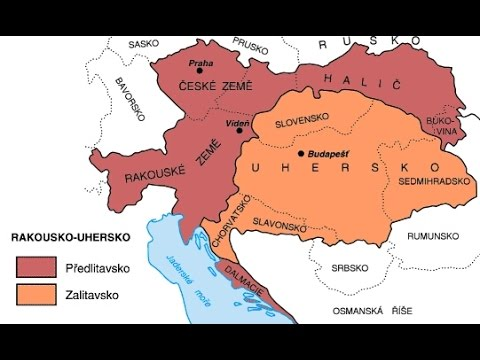 SASKO
PRUSKO
RUSKO
BAVORSKO
Praha
ČESKÉ ZEMĚ
HALIČ
BUKO-
VINA
SLOVENSKO
Vídeň
RAKOUSKÉ ZEMĚ
Budapešť
UHERSKO
SEDMIHRADSKO
CHORVATSKO
SLAVONSKO
RUMUNSKO
SRBSKO
DALMACIE
Jaderské moře
OSMANSKÁ ŘÍŠE
RAKOUSKO-UHERSKO
Předlitavsko
Zalitavsko